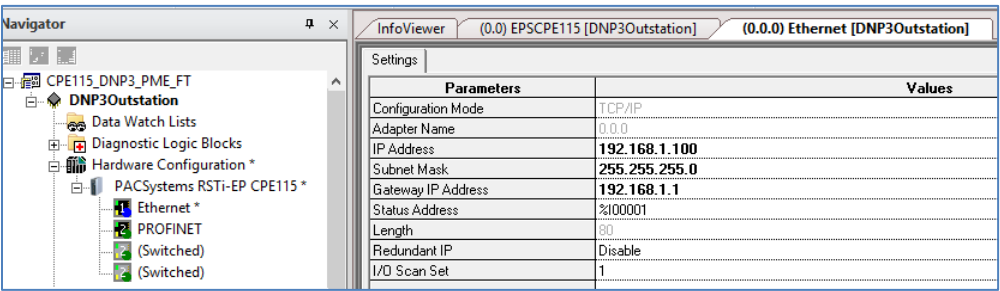 Navigator
InfoViewer
(0.0) EPSCPE115 [DNP3Outstation]
(0.0.0) Ethernet [DNP3Outstation]
CPE115_DNP3_PME_FT
DNP3Outstation
Data Watch Lists
Diagnostic Logic Blocks
Hardware Configuration *
PACSystems RSTi-EP CPE115 *
Ethernet *
PROFINET
(Switched)
(Switched)
Settings
Parameters Values
Configuration Mode TCP/IP
Adapter Name 0.0.0
IP Address 192.168.1.100
Subnet Mask 255.255.255.0
Gateway IP Address 192.168.1.1
Status Address %I00001
Length 80
Redundant IP Disable
I/O Scan Set 1